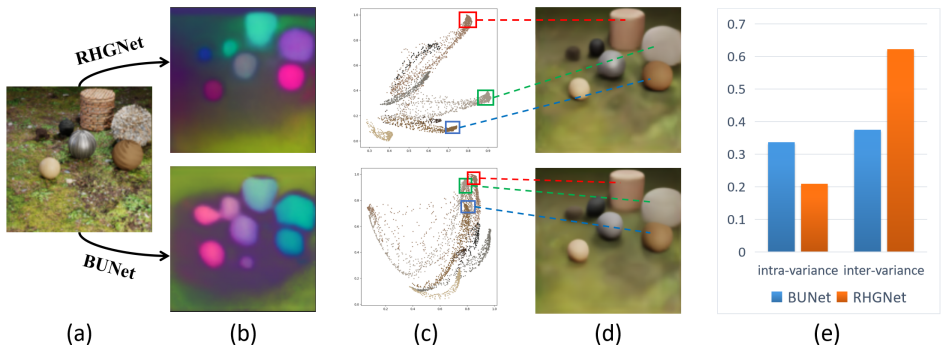 RHGNet
BUNet
0.7
0.6
0.5
0.4
0.3
0.2
0.1
0
intra-variance inter-variance
BUNet RHGNet
(a) (b) (c) (d) (e)